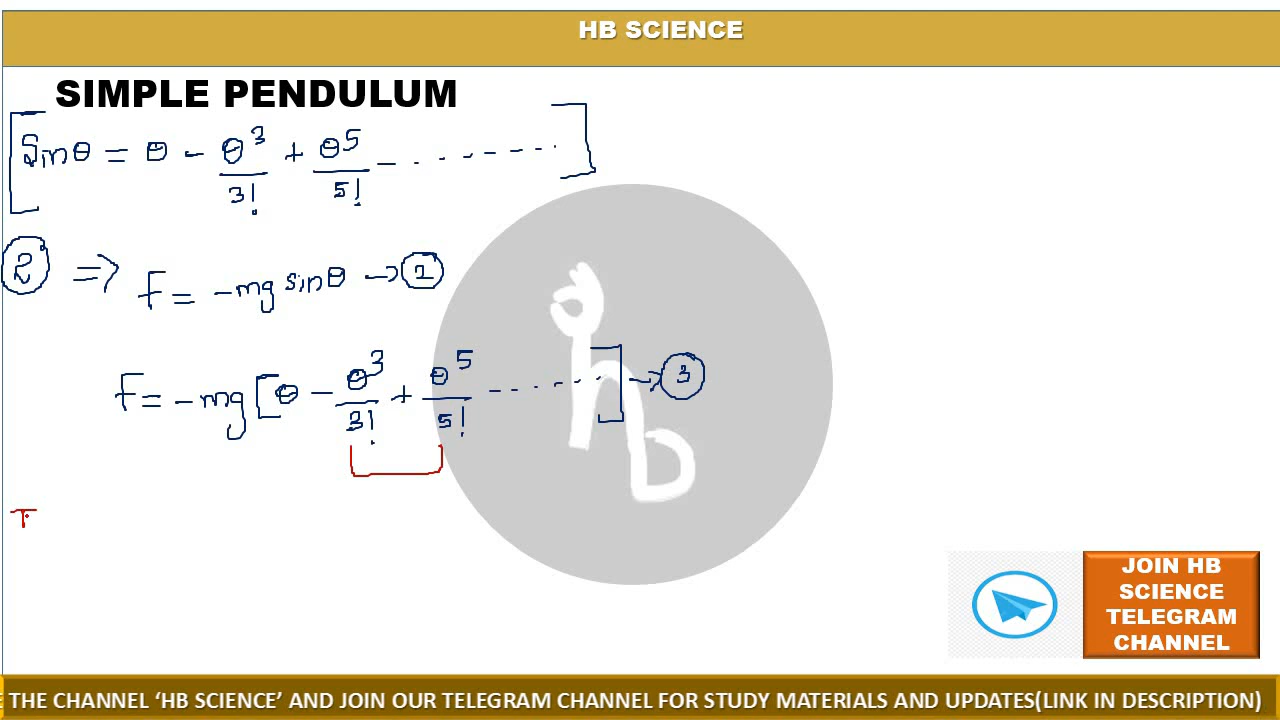 HB SCIENCE
SIMPLE PENDULUM
[Sinθ = θ - θ³/3! + θ⁵/5! - ........]
② => F = -mg sinθ → ①
F = -mg [θ - θ³/3! + θ⁵/5! ........] → ③
hb
JOIN HB
SCIENCE
TELEGRAM
CHANNEL
THE CHANNEL ‘HB SCIENCE’ AND JOIN OUR TELEGRAM CHANNEL FOR STUDY MATERIALS AND UPDATES(LINK IN DESCRIPTION)